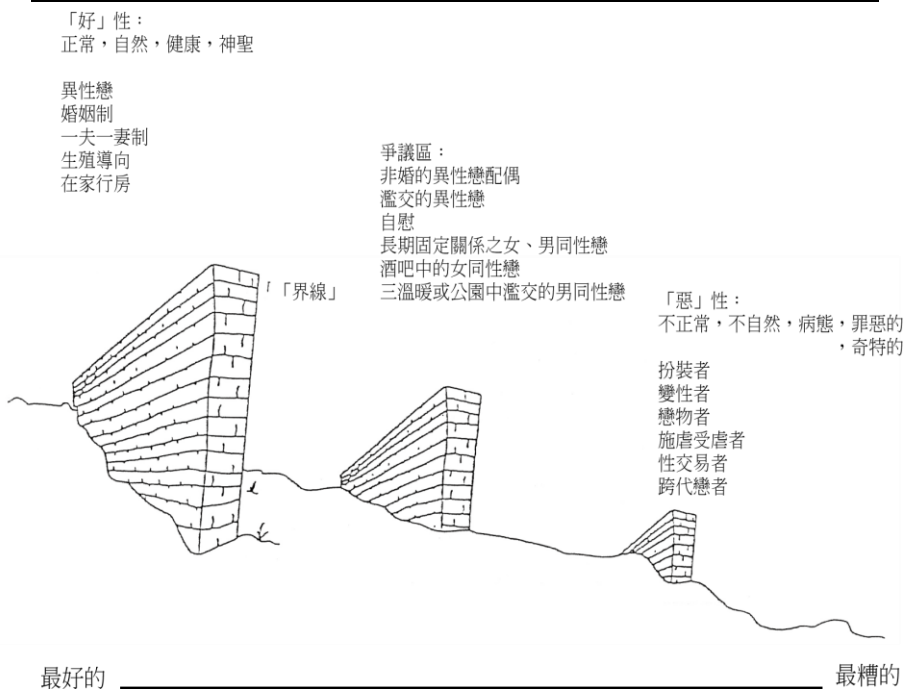 「好」性：
正常，自然，健康，神聖
異性戀
婚姻制
一夫一妻制
生殖導向
在家行房
爭議區：
非婚的異性戀配偶
濫交的異性戀
自慰
長期固定關係之女、男同性戀
酒吧中的女同性戀
三溫暖或公園中濫交的男同性戀
「界線」
「惡」性：
不正常，不自然，病態，罪惡的
，奇特的
扮裝者
變性者
戀物者
施虐受虐者
性交易者
跨代戀者
最好的
最糟的